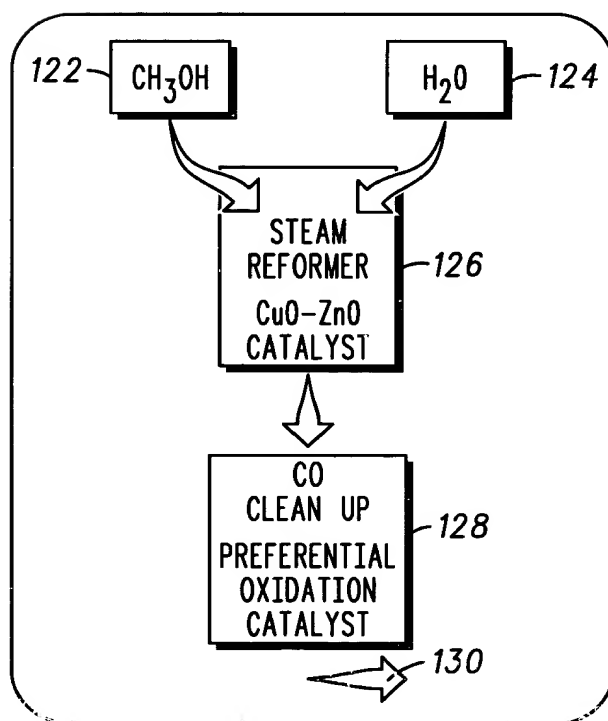 122
CH3OH
H2O
124
STEAM
REFORMER
CuO-ZnO
CATALYST
126
CO
CLEAN UP
PREFERENTIAL
OXIDATION
CATALYST
128
130